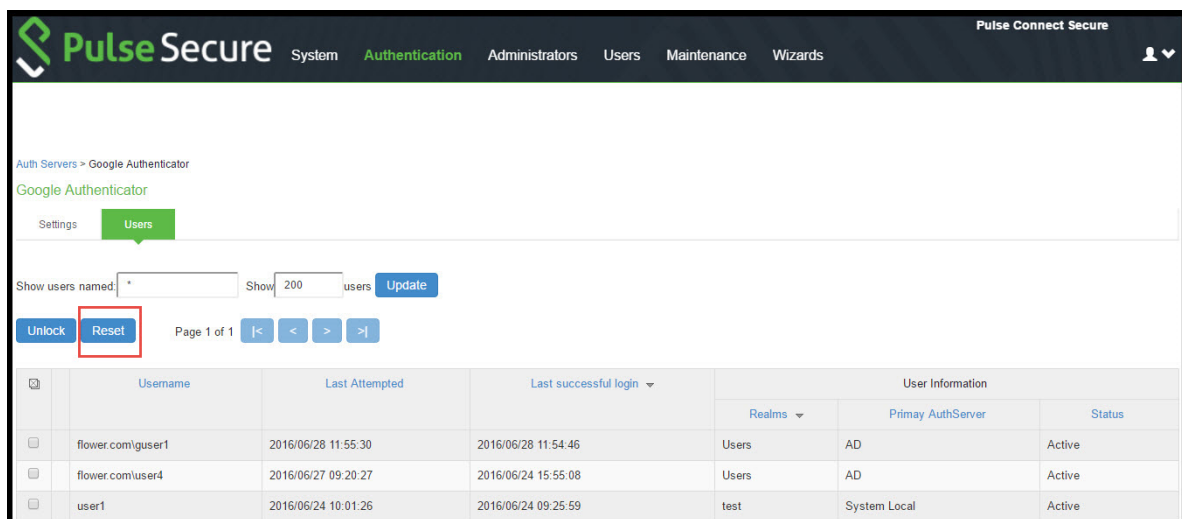 Pulse Connect Secure
Pulse Secure System Authentication Administrators Users Maintenance Wizards
Auth Servers > Google Authenticator
Google Authenticator
Settings Users
Show users named: * Show 200 users Update
Unlock Reset Page 1 of 1 |< < > >|
Username Last Attempted Last successful login User Information
Realms Primay AuthServer Status
flower.com\guser1 2016/06/28 11:55:30 2016/06/28 11:54:46 Users AD Active
flower.com\user4 2016/06/27 09:20:27 2016/06/24 15:55:08 Users AD Active
user1 2016/06/24 10:01:26 2016/06/24 09:25:59 test System Local Active